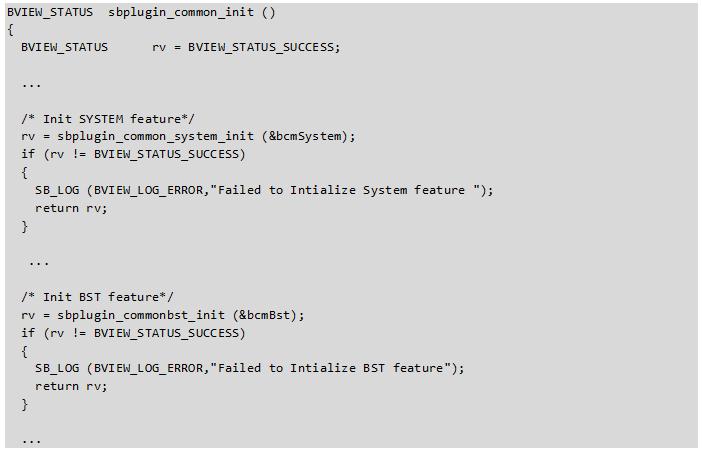 BVIEW_STATUS  sbplugin_common_init ()
{
  BVIEW_STATUS      rv = BVIEW_STATUS_SUCCESS;
  ...
  /* Init SYSTEM feature*/
  rv = sbplugin_common_system_init (&bcmSystem);
  if (rv != BVIEW_STATUS_SUCCESS)
  {
    SB_LOG (BVIEW_LOG_ERROR,"Failed to Intialize System feature ");
    return rv;
  }
   ...
  /* Init BST feature*/
  rv = sbplugin_commonbst_init (&bcmBst);
  if (rv != BVIEW_STATUS_SUCCESS)
  {
    SB_LOG (BVIEW_LOG_ERROR,"Failed to Intialize BST feature");
    return rv;
  }
  ...